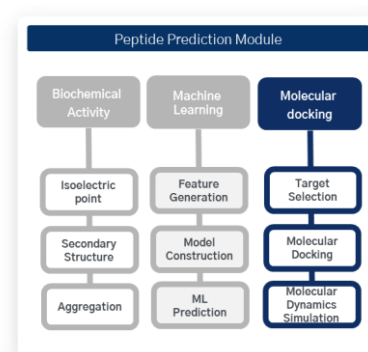 Peptide Prediction Module
Biochemical
Activity
Machine
Learning
Molecular
docking
Isoelectric
point
Feature
Generation
Target
Selection
Secondary
Structure
Model
Construction
Molecular
Docking
Aggregation
ML
Prediction
Molecular
Dynamics
Simulation